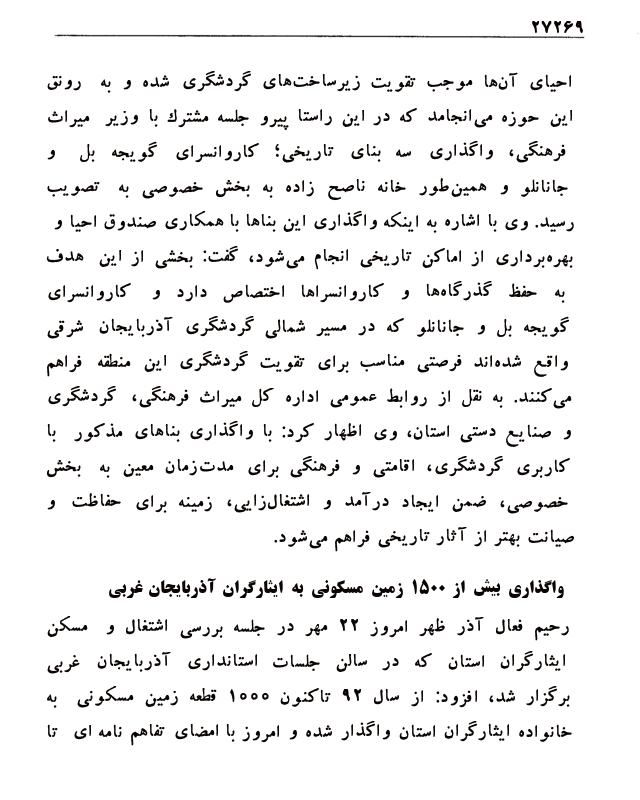 ۲۷۲۶۹
احیای آن‌ها موجب تقویت زیرساخت‌های گردشگری شده و به رونق
این حوزه می‌انجامد که در این راستا پیرو جلسه مشترك با وزیر میراث
فرهنگی، واگذاری سه بنای تاریخی؛ کاروانسرای گویجه بل و
جانانلو و همین‌طور خانه ناصح زاده به بخش خصوصی به تصویب
رسید. وی با اشاره به اینکه واگذاری این بناها با همکاری صندوق احیا و
بهره‌برداری از اماکن تاریخی انجام می‌شود، گفت: بخشی از این هدف
به حفظ گذرگاه‌ها و کاروانسراها اختصاص دارد و کاروانسرای
گویجه بل و جانانلو که در مسیر شمالی گردشگری آذربایجان شرقی
واقع شده‌اند فرصتی مناسب برای تقویت گردشگری این منطقه فراهم
می‌کنند. به نقل از روابط عمومی اداره کل میراث فرهنگی، گردشگری
و صنایع دستی استان، وی اظهار کرد: با واگذاری بناهای مذکور با
کاربری گردشگری، اقامتی و فرهنگی برای مدت‌زمان معین به بخش
خصوصی، ضمن ایجاد درآمد و اشتغال‌زایی، زمینه برای حفاظت و
صیانت بهتر از آثار تاریخی فراهم می‌شود.
واگذاری بیش از ۱۵۰۰ زمین مسکونی به ایثارگران آذربایجان غربی
رحیم فعال آذر ظهر امروز ۲۲ مهر در جلسه بررسی اشتغال و مسکن
ایثارگران استان که در سالن جلسات استانداری آذربایجان غربی
برگزار شد، افزود: از سال ۹۲ تاکنون ۱۰۰۰ قطعه زمین مسکونی به
خانواده ایثارگران استان واگذار شده و امروز با امضای تفاهم نامه ای تا